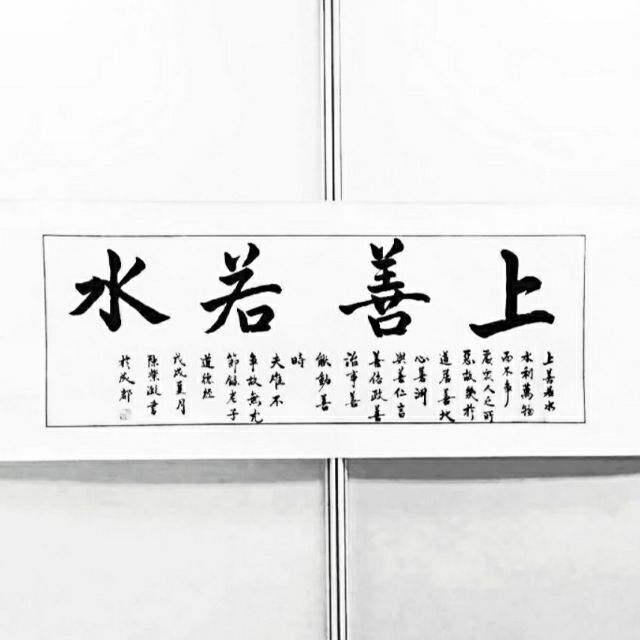 上善若水
上善若水
水利萬物
而不爭
處眾人之所
惡故幾於
道居善地
心善淵
與善仁言
善信政善
治事善
能動善
時
夫唯不
爭故無尤
節錄老子
道德經
戊戌夏月
陳崇澂書
於成都